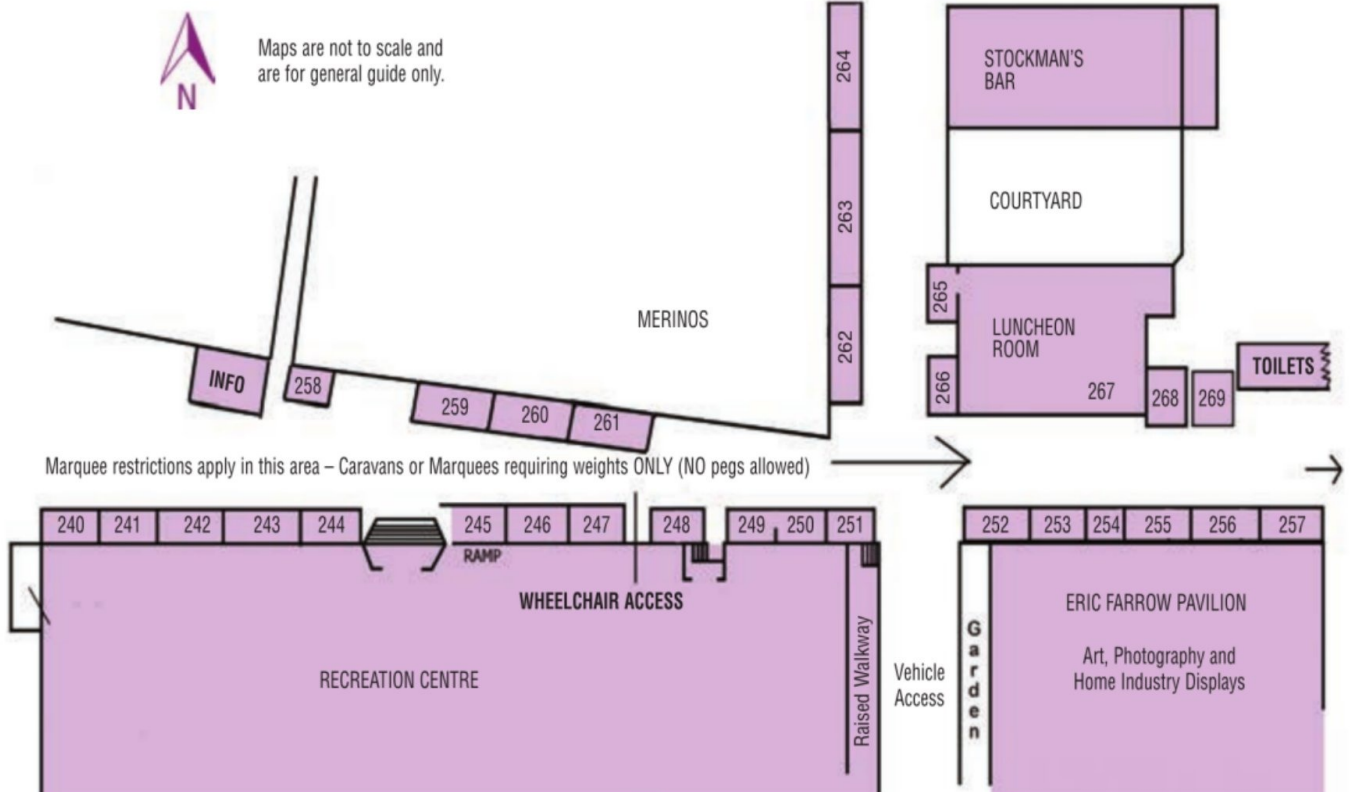 Maps are not to scale and
are for general guide only.
N
264
STOCKMAN'S
BAR
COURTYARD
263
265
MERINOS
LUNCHEON
ROOM
262
INFO
258
TOILETS
266
267
268
269
259
260
261
Marquee restrictions apply in this area – Caravans or Marquees requiring weights ONLY (NO pegs allowed)
240
241
242
243
244
245
246
247
248
249
250
251
252
253
254
255
256
257
RAMP
WHEELCHAIR ACCESS
RECREATION CENTRE
Raised Walkway
Vehicle
Access
Garden
ERIC FARROW PAVILION
Art, Photography and
Home Industry Displays